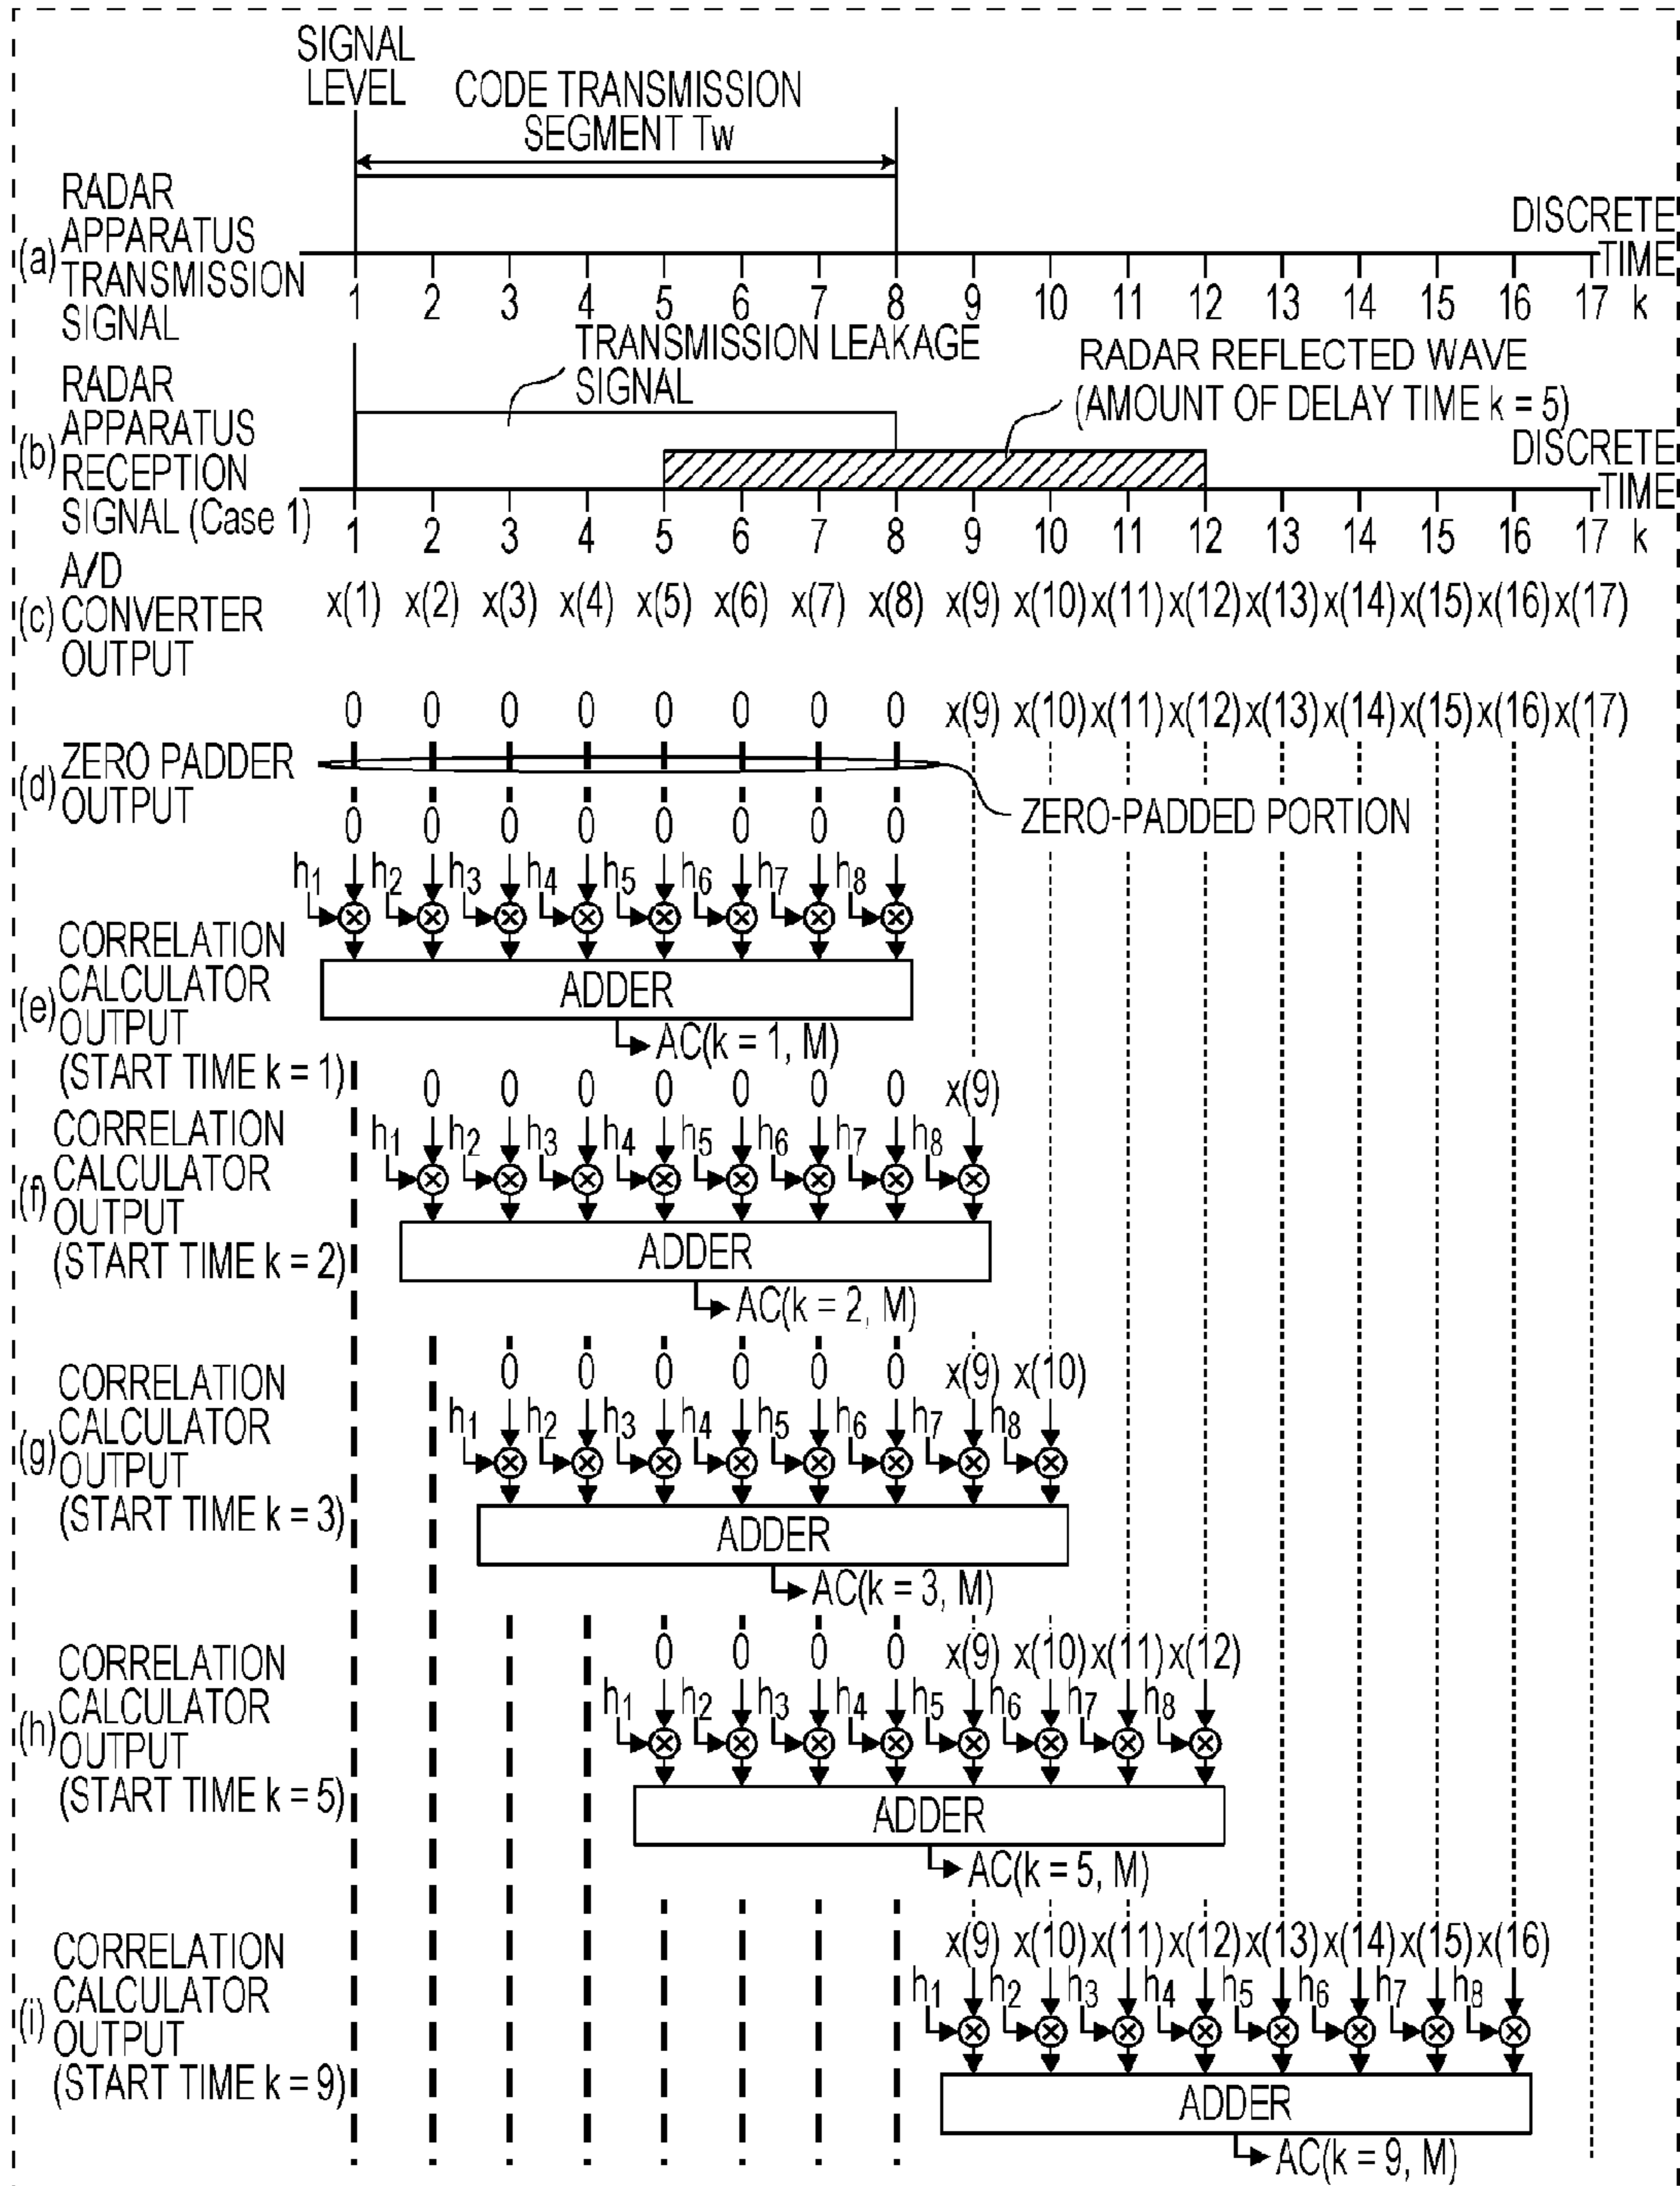 SIGNAL
LEVEL
CODE TRANSMISSION
SEGMENT Tw
(a) RADAR
APPARATUS
TRANSMISSION
SIGNAL
DISCRETE
TIME
1 2 3 4 5 6 7 8 9 10 11 12 13 14 15 16 17 k
TRANSMISSION LEAKAGE
SIGNAL
RADAR REFLECTED WAVE
(AMOUNT OF DELAY TIME k = 5)
(b) RADAR
APPARATUS
RECEPTION
SIGNAL (Case 1)
DISCRETE
TIME
1 2 3 4 5 6 7 8 9 10 11 12 13 14 15 16 17 k
(c) A/D
CONVERTER
OUTPUT
x(1) x(2) x(3) x(4) x(5) x(6) x(7) x(8) x(9) x(10) x(11) x(12) x(13) x(14) x(15) x(16) x(17)
0 0 0 0 0 0 0 0 x(9) x(10) x(11) x(12) x(13) x(14) x(15) x(16) x(17)
(d) ZERO PADDER
OUTPUT
ZERO-PADDED PORTION
0 0 0 0 0 0 0 0
h1 h2 h3 h4 h5 h6 h7 h8
(e) CORRELATION
CALCULATOR
OUTPUT
(START TIME k = 1)
ADDER
AC(k = 1, M)
0 0 0 0 0 0 0 x(9)
h1 h2 h3 h4 h5 h6 h7 h8
(f) CORRELATION
CALCULATOR
OUTPUT
(START TIME k = 2)
ADDER
AC(k = 2, M)
0 0 0 0 0 0 x(9) x(10)
h1 h2 h3 h4 h5 h6 h7 h8
(g) CORRELATION
CALCULATOR
OUTPUT
(START TIME k = 3)
ADDER
AC(k = 3, M)
0 0 0 0 x(9) x(10) x(11) x(12)
h1 h2 h3 h4 h5 h6 h7 h8
(h) CORRELATION
CALCULATOR
OUTPUT
(START TIME k = 5)
ADDER
AC(k = 5, M)
x(9) x(10) x(11) x(12) x(13) x(14) x(15) x(16)
h1 h2 h3 h4 h5 h6 h7 h8
(i) CORRELATION
CALCULATOR
OUTPUT
(START TIME k = 9)
ADDER
AC(k = 9, M)